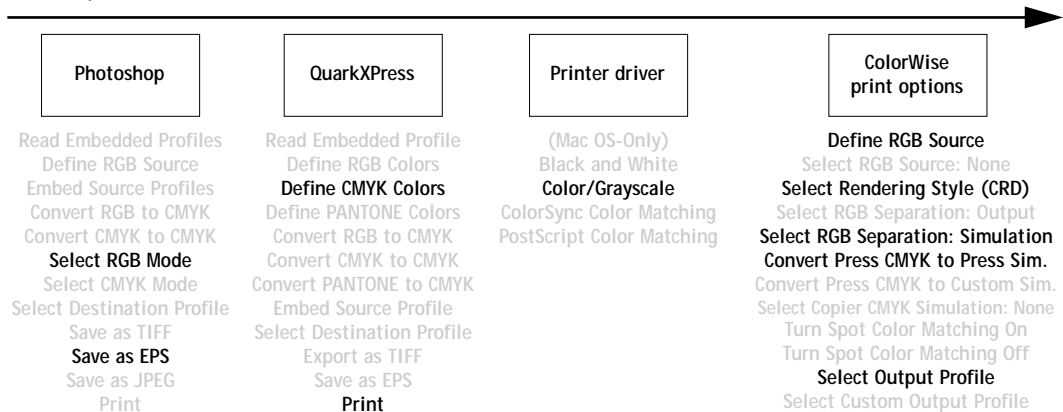 Photoshop
Read Embedded Profiles
Define RGB Source
Embed Source Profiles
Convert RGB to CMYK
Convert CMYK to CMYK
Select RGB Mode
Select CMYK Mode
Select Destination Profile
Save as TIFF
Save as EPS
Save as JPEG
Print
QuarkXPress
Read Embedded Profile
Define RGB Colors
Define CMYK Colors
Define PANTONE Colors
Convert RGB to CMYK
Convert CMYK to CMYK
Convert PANTONE to CMYK
Embed Source Profile
Select Destination Profile
Export as TIFF
Save as EPS
Print
Printer driver
(Mac OS-Only)
Black and White
Color/Grayscale
ColorSync Color Matching
PostScript Color Matching
ColorWise
print options
Define RGB Source
Select RGB Source: None
Select Rendering Style (CRD)
Select RGB Separation: Output
Select RGB Separation: Simulation
Convert Press CMYK to Press Sim.
Convert Press CMYK to Custom Sim.
Select Copier CMYK Simulation: None
Turn Spot Color Matching On
Turn Spot Color Matching Off
Select Output Profile
Select Custom Output Profile